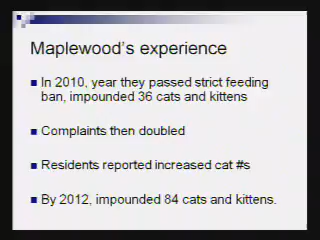 Maplewood's experience
In 2010, year they passed strict feeding
ban, impounded 36 cats and kittens
Complaints then doubled
Residents reported increased cat #s
By 2012, impounded 84 cats and kittens.